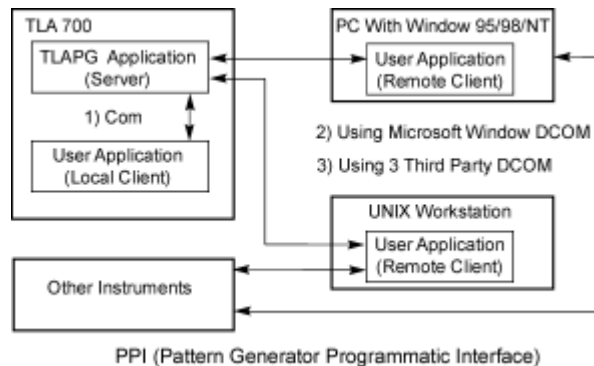 TLA 700
TLAPG Application
(Server)
1) Com
User Application
(Local Client)
PC With Window 95/98/NT
User Application
(Remote Client)
2) Using Microsoft Window DCOM
3) Using 3 Third Party DCOM
UNIX Workstation
User Application
(Remote Client)
Other Instruments
PPI (Pattern Generator Programmatic Interface)